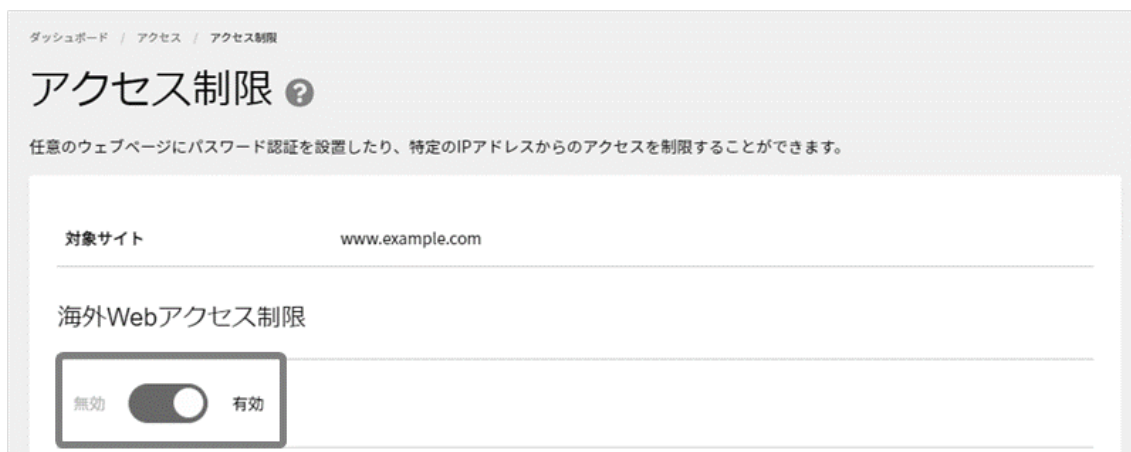 ダッシュボード / アクセス / アクセス制限
アクセス制限 ?
任意のウェブページにパスワード認証を設置したり、特定のIPアドレスからのアクセスを制限することができます。
対象サイト www.example.com
海外Webアクセス制限
無効 有効